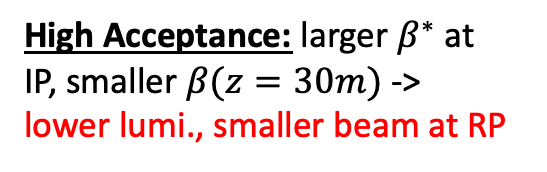 High Acceptance: larger β* at
IP, smaller β(z = 30m) ->
lower lumi., smaller beam at RP